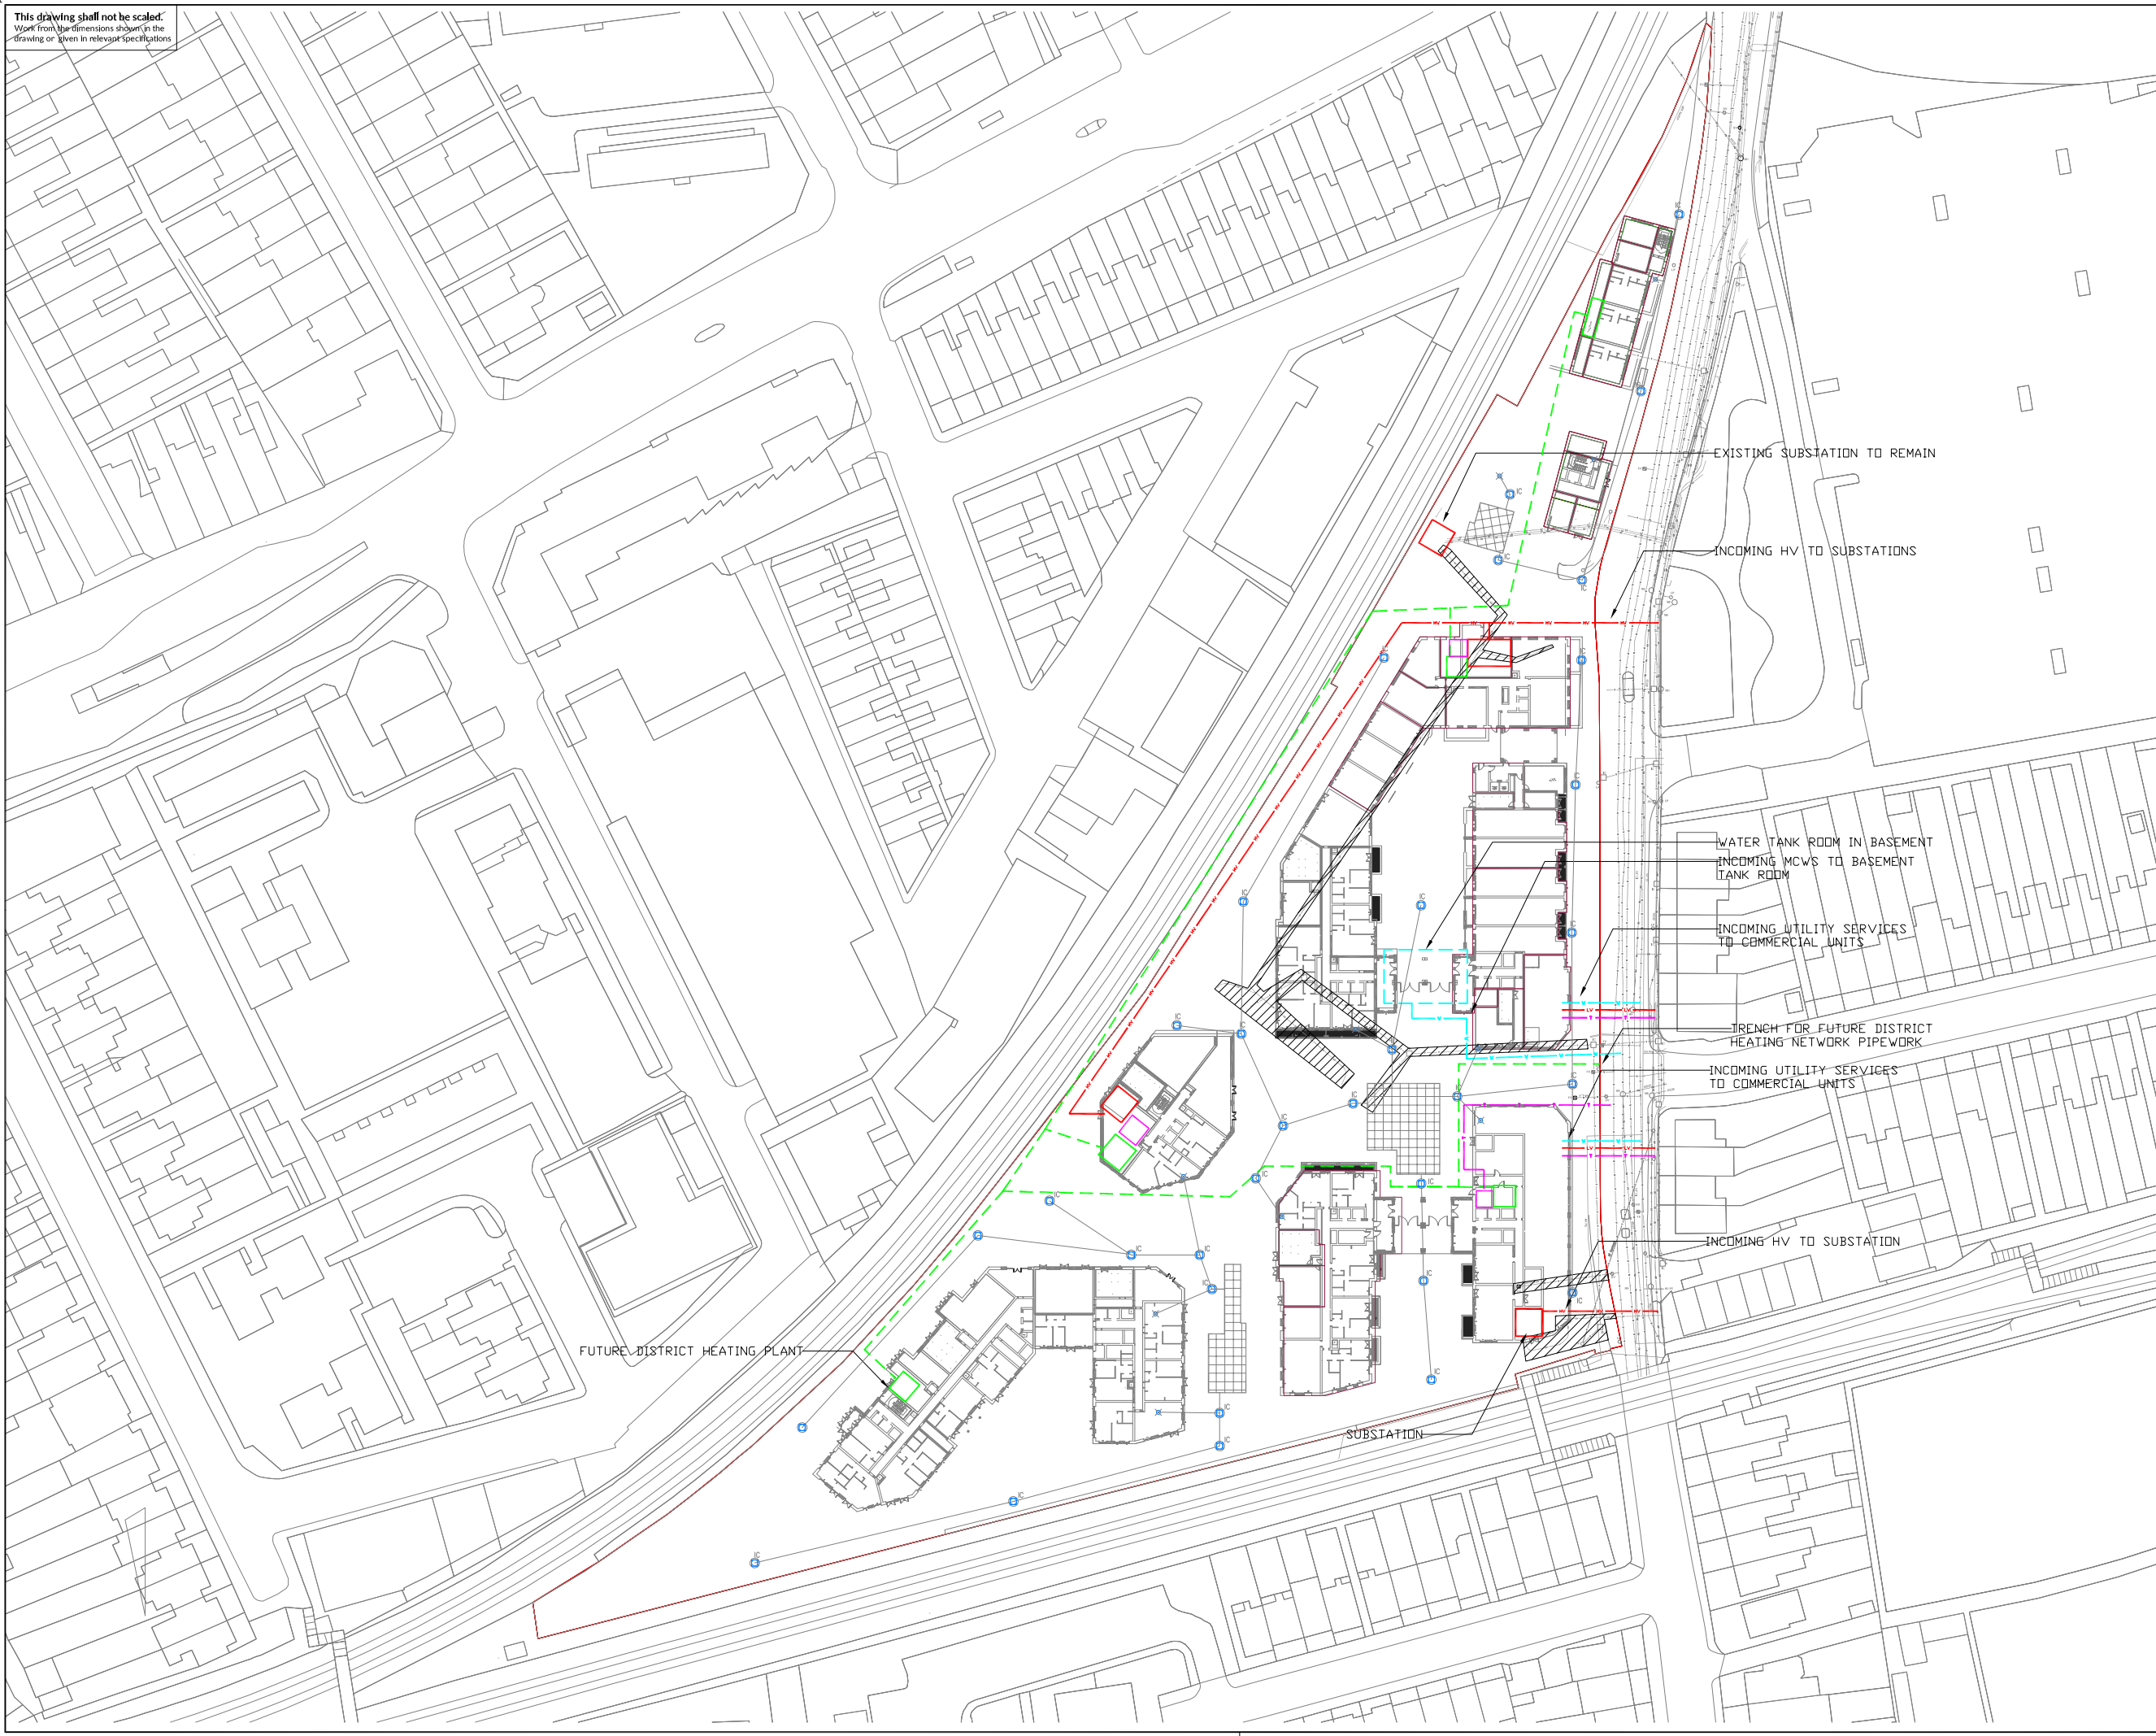 This drawing shall not be scaled.
Work from the dimensions shown in the
drawing or given in relevant specifications
EXISTING SUBSTATION TO REMAIN
INCOMING HV TO SUBSTATIONS
WATER TANK ROOM IN BASEMENT
INCOMING MCWS TO BASEMENT
TANK ROOM
INCOMING UTILITY SERVICES
TO COMMERCIAL UNITS
TRENCH FOR FUTURE DISTRICT
HEATING NETWORK PIPEWORK
INCOMING UTILITY SERVICES
TO COMMERCIAL UNITS
INCOMING HV TO SUBSTATION
FUTURE DISTRICT HEATING PLANT
SUBSTATION